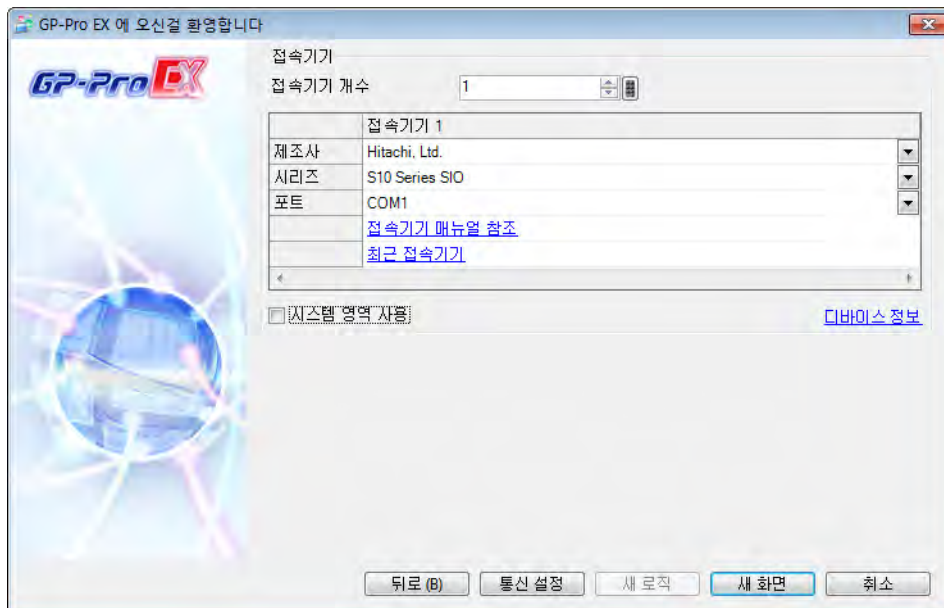 GP-Pro EX 에 오신걸 환영합니다
GP-Pro EX
접속기기
접속기기 개수 1
접속기기 1
제조사 Hitachi, Ltd.
시리즈 S10 Series SIO
포트 COM1
접속기기 매뉴얼 참조
최근 접속기기
시스템 영역 사용 디바이스 정보
뒤로 (B) 통신 설정 새 로직 새 화면 취소